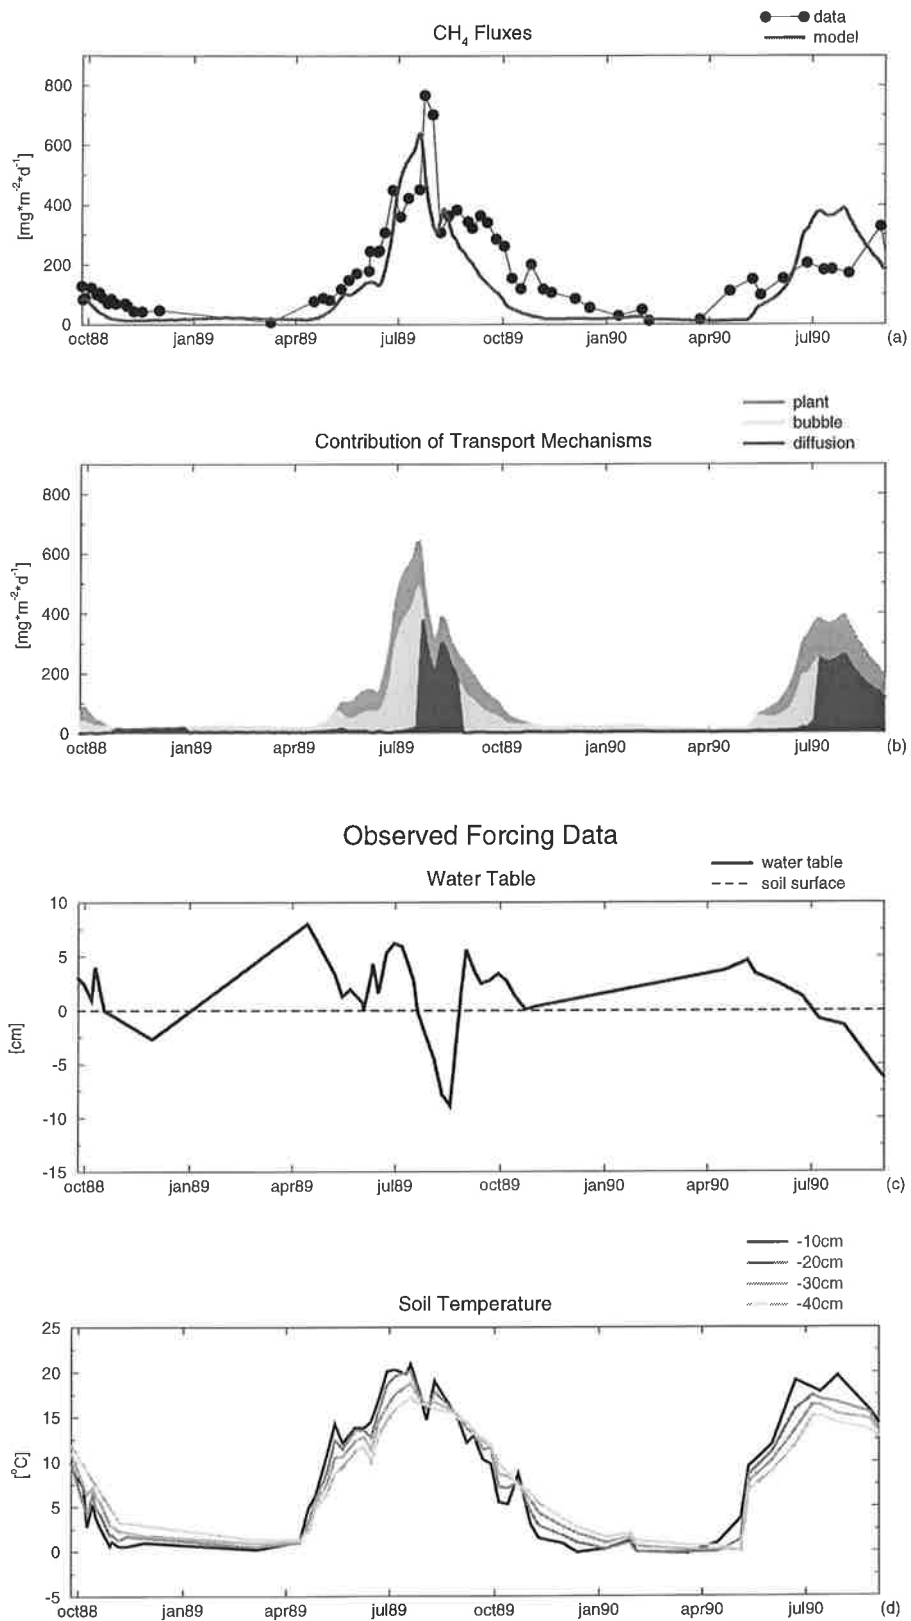 CH4 Fluxes
data
model
800
600
400
200
0
[mg*m-2*d-1]
oct88 jan89 apr89 jul89 oct89 jan90 apr90 jul90 (a)
plant
bubble
diffusion
Contribution of Transport Mechanisms
800
600
400
200
0
[mg*m-2*d-1]
oct88 jan89 apr89 jul89 oct89 jan90 apr90 jul90 (b)
Observed Forcing Data
Water Table
water table
soil surface
10
5
0
-5
-10
-15
[cm]
oct88 jan89 apr89 jul89 oct89 jan90 apr90 jul90 (c)
-10cm
-20cm
-30cm
-40cm
Soil Temperature
25
20
15
10
5
0
-5
[°C]
oct88 jan89 apr89 jul89 oct89 jan90 apr90 jul90 (d)